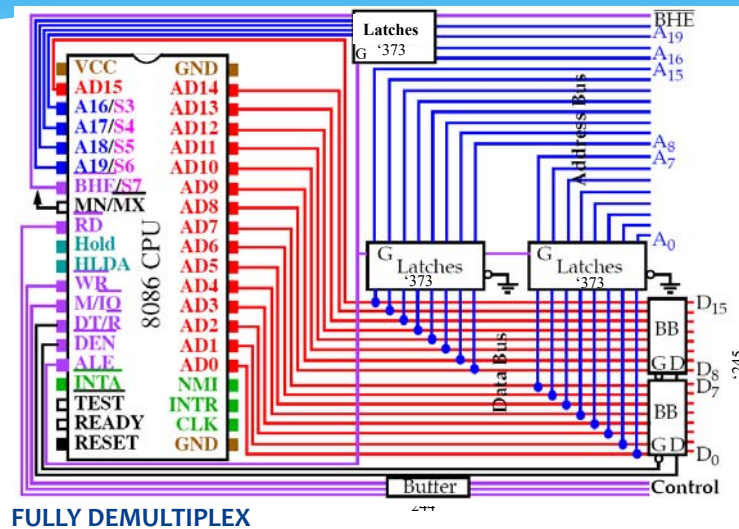 Latches
G '373
BHE
A19
A16
A15
A8
A7
A0
Address Bus
VCC GND
AD15 AD14
A16/S3 AD13
A17/S4 AD12
A18/S5 AD11
A19/S6 AD10
BHE/S7 AD9
MN/MX AD8
RD AD7
Hold AD6
HLDA AD5
WR AD4
M/IO AD3
DT/R AD2
DEN AD1
ALE AD0
INTA NMI
TEST INTR
READY CLK
RESET GND
8086 CPU
G
Latches
'373
G
Latches
'373
Data Bus
D15
BB
G D
D8
D7
BB
G D
D0
'245
Buffer
244
Control
FULLY DEMULTIPLEX